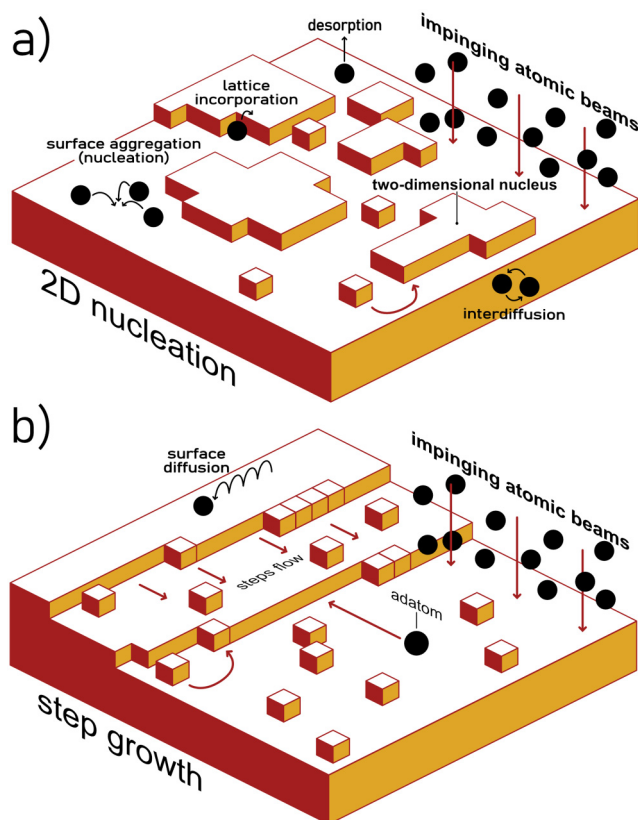 a)
desorption
impinging atomic beams
lattice
incorporation
surface aggregation
(nucleation)
two-dimensional nucleus
interdiffusion
2D nucleation
b)
surface
diffusion
impinging atomic beams
steps flow
adatom
step growth